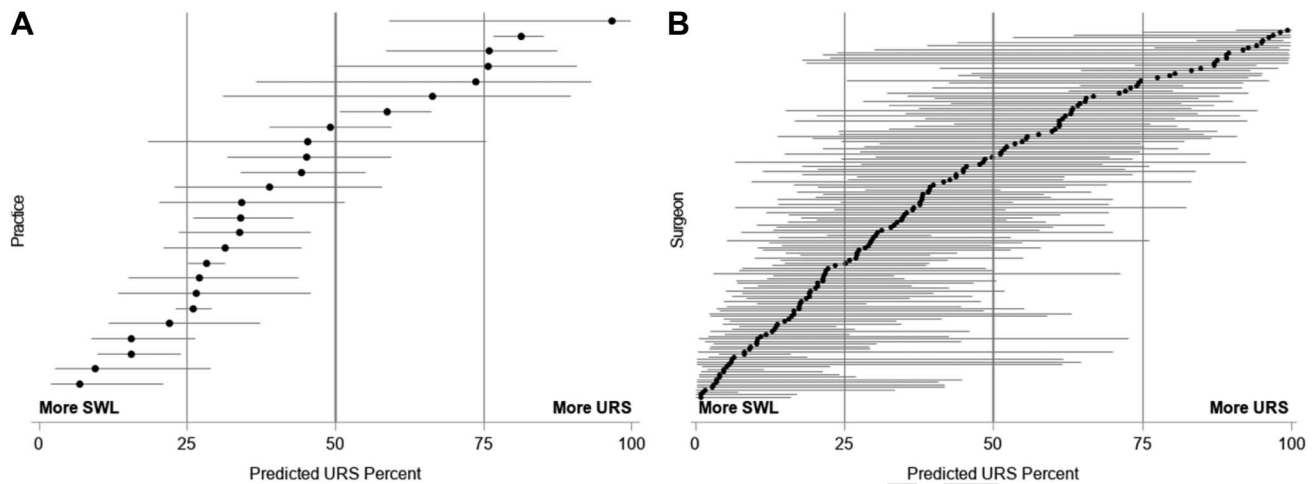 A
Practice
More SWL
More URS
0 25 50 75 100
Predicted URS Percent
B
Surgeon
More SWL
More URS
0 25 50 75 100
Predicted URS Percent